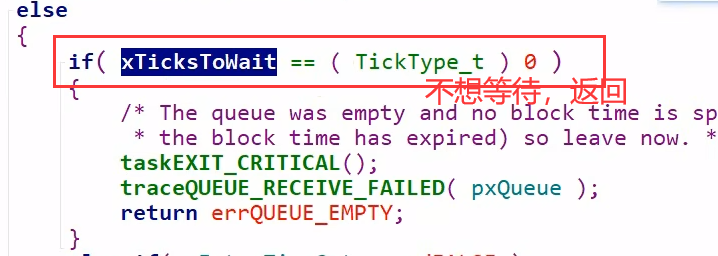 else
{
if( xTicksToWait == ( TickType_t ) 0 )
不想等待，返回
{
/* The queue was empty and no block time is sp
* the block time has expired) so leave now. *
taskEXIT_CRITICAL();
traceQUEUE_RECEIVE_FAILED( pxQueue );
return errQUEUE_EMPTY;
}